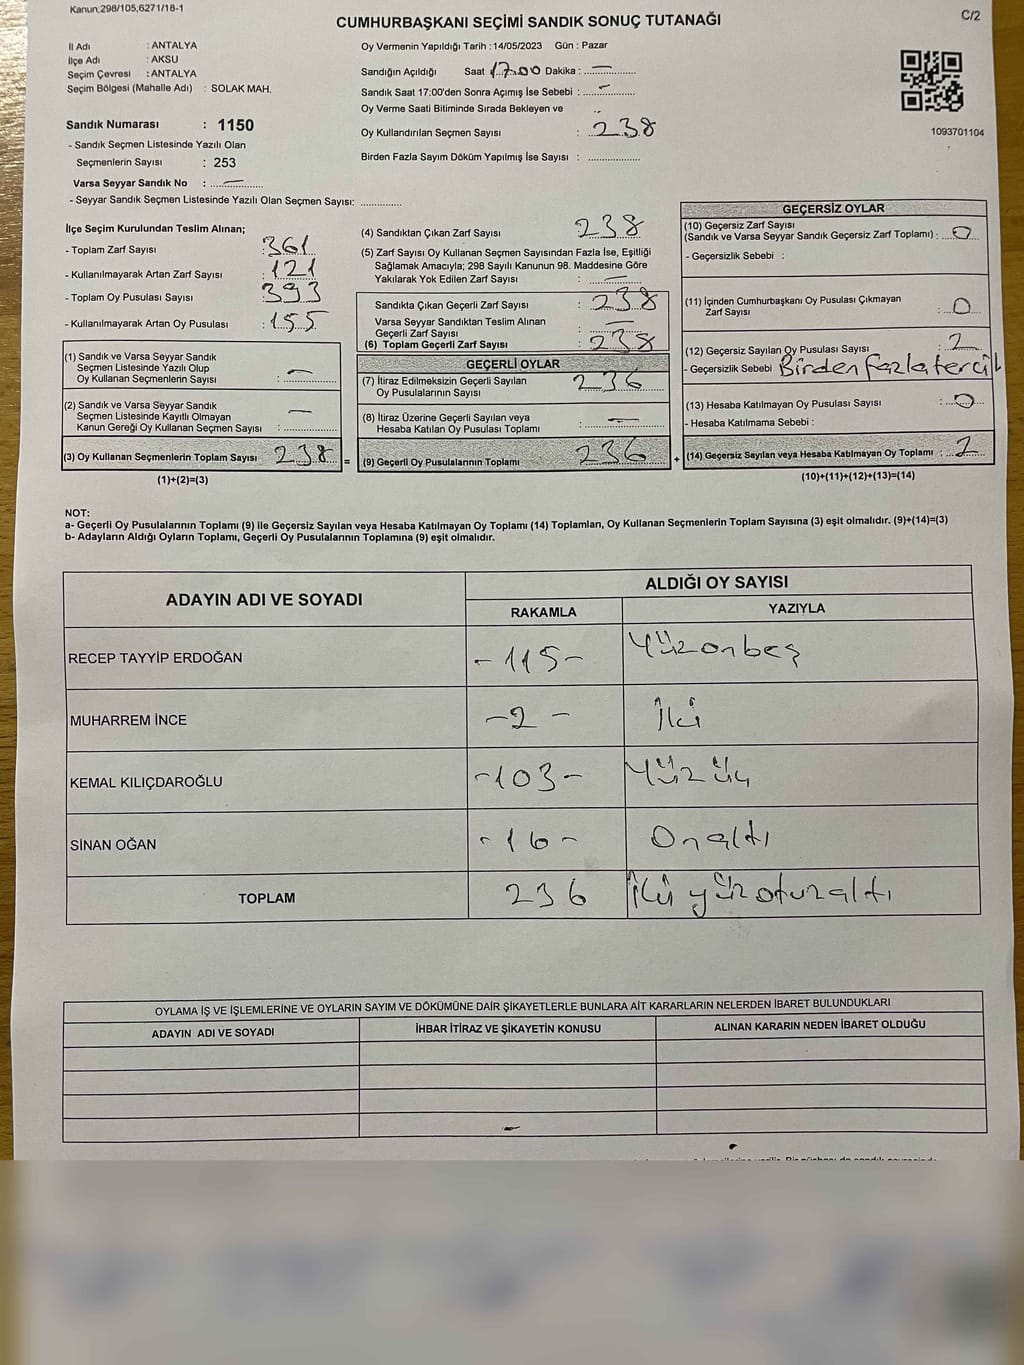 Kanun;298/105;6271/18-1
C/2
CUMHURBAŞKANI SEÇİMİ SANDIK SONUÇ TUTANAĞI
İl Adı : ANTALYA
İlçe Adı : AKSU
Seçim Çevresi : ANTALYA
Seçim Bölgesi (Mahalle Adı) : SOLAK MAH.
Sandık Numarası : 1150
- Sandık Seçmen Listesinde Yazılı Olan
Seçmenlerin Sayısı : 253
Varsa Seyyar Sandık No : —
- Seyyar Sandık Seçmen Listesinde Yazılı Olan Seçmen Sayısı: ..............
Oy Vermenin Yapıldığı Tarih : 14/05/2023 Gün : Pazar
Sandığın Açıldığı Saat 17.00 Dakika : —
Sandık Saat 17:00'den Sonra Açımış İse Sebebi : —
Oy Verme Saati Bitiminde Sırada Bekleyen ve
Oy Kullandırılan Seçmen Sayısı : 238
Birden Fazla Sayım Döküm Yapılmış İse Sayısı : ..................
1093701104
İlçe Seçim Kurulundan Teslim Alınan;
- Toplam Zarf Sayısı : 361
- Kullanılmayarak Artan Zarf Sayısı : 121
- Toplam Oy Pusulası Sayısı : 393
- Kullanılmayarak Artan Oy Pusulası : 155
(1) Sandık ve Varsa Seyyar Sandık
Seçmen Listesinde Yazılı Olup
Oy Kullanan Seçmenlerin Sayısı : —
(2) Sandık ve Varsa Seyyar Sandık
Seçmen Listesinde Kayıtlı Olmayan
Kanun Gereği Oy Kullanan Seçmen Sayısı : —
(3) Oy Kullanan Seçmenlerin Toplam Sayısı : 238 =
(1)+(2)=(3)
(4) Sandıktan Çıkan Zarf Sayısı : 238
(5) Zarf Sayısı Oy Kullanan Seçmen Sayısından Fazla İse, Eşitliği
Sağlamak Amacıyla; 298 Sayılı Kanunun 98. Maddesine Göre
Yakılarak Yok Edilen Zarf Sayısı : —
Sandıkta Çıkan Geçerli Zarf Sayısı : 238
Varsa Seyyar Sandıktan Teslim Alınan
Geçerli Zarf Sayısı : —
(6) Toplam Geçerli Zarf Sayısı : 238
GEÇERLİ OYLAR
(7) İtiraz Edilmeksizin Geçerli Sayılan
Oy Pusulalarının Sayısı : 236
(8) İtiraz Üzerine Geçerli Sayılan veya
Hesaba Katılan Oy Pusulası Toplamı : —
(9) Geçerli Oy Pusulalarının Toplamı : 236 +
GEÇERSİZ OYLAR
(10) Geçersiz Zarf Sayısı
(Sandık ve Varsa Seyyar Sandık Geçersiz Zarf Toplamı) : 0
- Geçersizlik Sebebi :
(11) İçinden Cumhurbaşkanı Oy Pusulası Çıkmayan
Zarf Sayısı : 0
(12) Geçersiz Sayılan Oy Pusulası Sayısı : 2
- Geçersizlik Sebebi Birden fazla tercih
(13) Hesaba Katılmayan Oy Pusulası Sayısı : 0
- Hesaba Katılmama Sebebi :
(14) Geçersiz Sayılan veya Hesaba Katılmayan Oy Toplamı : 2
(10)+(11)+(12)+(13)=(14)
NOT:
a- Geçerli Oy Pusulalarının Toplamı (9) ile Geçersiz Sayılan veya Hesaba Katılmayan Oy Toplamı (14) Toplamları, Oy Kullanan Seçmenlerin Toplam Sayısına (3) eşit olmalıdır. (9)+(14)=(3)
b- Adayların Aldığı Oyların Toplamı, Geçerli Oy Pusulalarının Toplamına (9) eşit olmalıdır.
ADAYIN ADI VE SOYADI ALDIĞI OY SAYISI
RAKAMLA YAZIYLA
RECEP TAYYİP ERDOĞAN - 115 - Yüzonbeş
MUHARREM İNCE - 2 - İki
KEMAL KILIÇDAROĞLU - 103 - Yüz üç
SİNAN OĞAN - 16 - Onaltı
TOPLAM 236 İki yüz otuzaltı
OYLAMA İŞ VE İŞLEMLERİNE VE OYLARIN SAYIM VE DÖKÜMÜNE DAİR ŞİKAYETLERLE BUNLARA AİT KARARLARIN NELERDEN İBARET BULUNDUKLARI
ADAYIN ADI VE SOYADI İHBAR İTİRAZ VE ŞİKAYETİN KONUSU ALINAN KARARIN NEDEN İBARET OLDUĞU